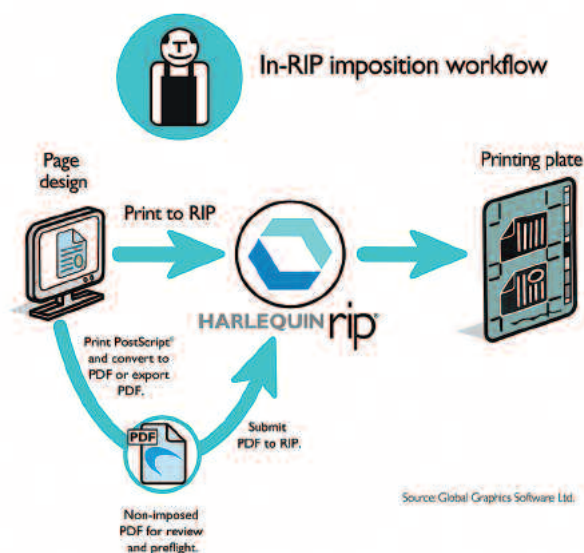 In-RIP imposition workflow
Page
design
Printing plate
Print to RIP
HARLEQUIN rip®
Print PostScript®
and convert to
PDF or export
PDF.
Submit
PDF to RIP.
PDF
Non-imposed
PDF for review
and preflight.
Source: Global Graphics Software Ltd.